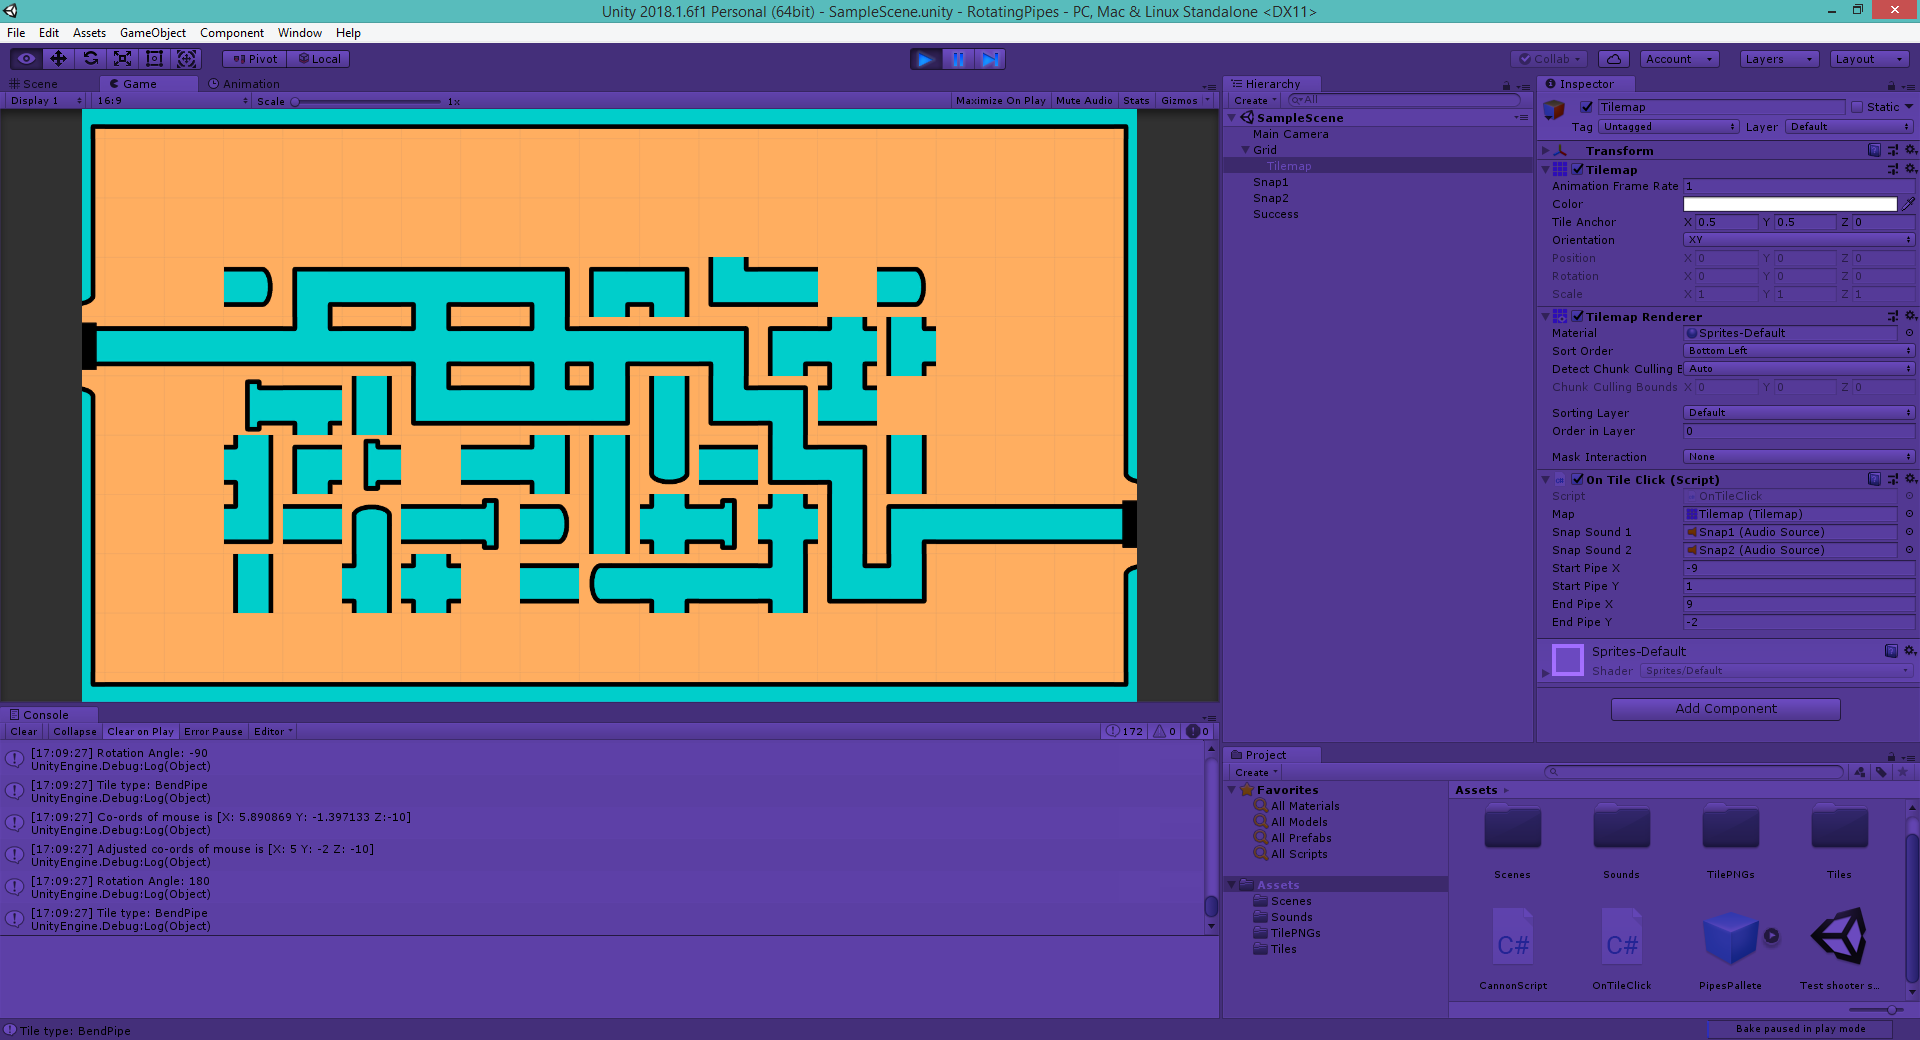 Unity 2018.1.6f1 Personal (64bit) - SampleScene.unity - RotatingPipes - PC, Mac & Linux Standalone <DX11>
File Edit Assets GameObject Component Window Help
Pivot Local Collab Account Layers Layout
Scene Game Animation
Display 1 16:9 Scale 1x Maximize On Play Mute Audio Stats Gizmos
Hierarchy
Create All
SampleScene
Main Camera
Grid
Tilemap
Snap1
Snap2
Success
Inspector
Tilemap Static
Tag Untagged Layer Default
Transform
Tilemap
Animation Frame Rate 1
Color
Tile Anchor X 0.5 Y 0.5 Z 0
Orientation XY
Position X 0 Y 0 Z 0
Rotation X 0 Y 0 Z 0
Scale X 1 Y 1 Z 1
Tilemap Renderer
Material Sprites-Default
Sort Order Bottom Left
Detect Chunk Culling B Auto
Chunk Culling Bounds X 0 Y 0 Z 0
Sorting Layer Default
Order in Layer 0
Mask Interaction None
On Tile Click (Script)
Script OnTileClick
Map Tilemap (Tilemap)
Snap Sound 1 Snap1 (Audio Source)
Snap Sound 2 Snap2 (Audio Source)
Start Pipe X -9
Start Pipe Y 1
End Pipe X 9
End Pipe Y -2
Sprites-Default
Shader Sprites/Default
Add Component
Console
Clear Collapse Clear on Play Error Pause Editor 172 0 0
[17:09:27] Rotation Angle: -90
UnityEngine.Debug:Log(Object)
[17:09:27] Tile type: BendPipe
UnityEngine.Debug:Log(Object)
[17:09:27] Co-ords of mouse is [X: 5.890869 Y: -1.397133 Z:-10]
UnityEngine.Debug:Log(Object)
[17:09:27] Adjusted co-ords of mouse is [X: 5 Y: -2 Z: -10]
UnityEngine.Debug:Log(Object)
[17:09:27] Rotation Angle: 180
UnityEngine.Debug:Log(Object)
[17:09:27] Tile type: BendPipe
UnityEngine.Debug:Log(Object)
Project
Create
Favorites
All Materials
All Models
All Prefabs
All Scripts
Assets
Scenes
Sounds
TilePNGs
Tiles
Assets
Scenes Sounds TilePNGs Tiles
C# C#
CannonScript OnTileClick PipesPallete Test shooter s...
Tile type: BendPipe
Bake paused in play mode